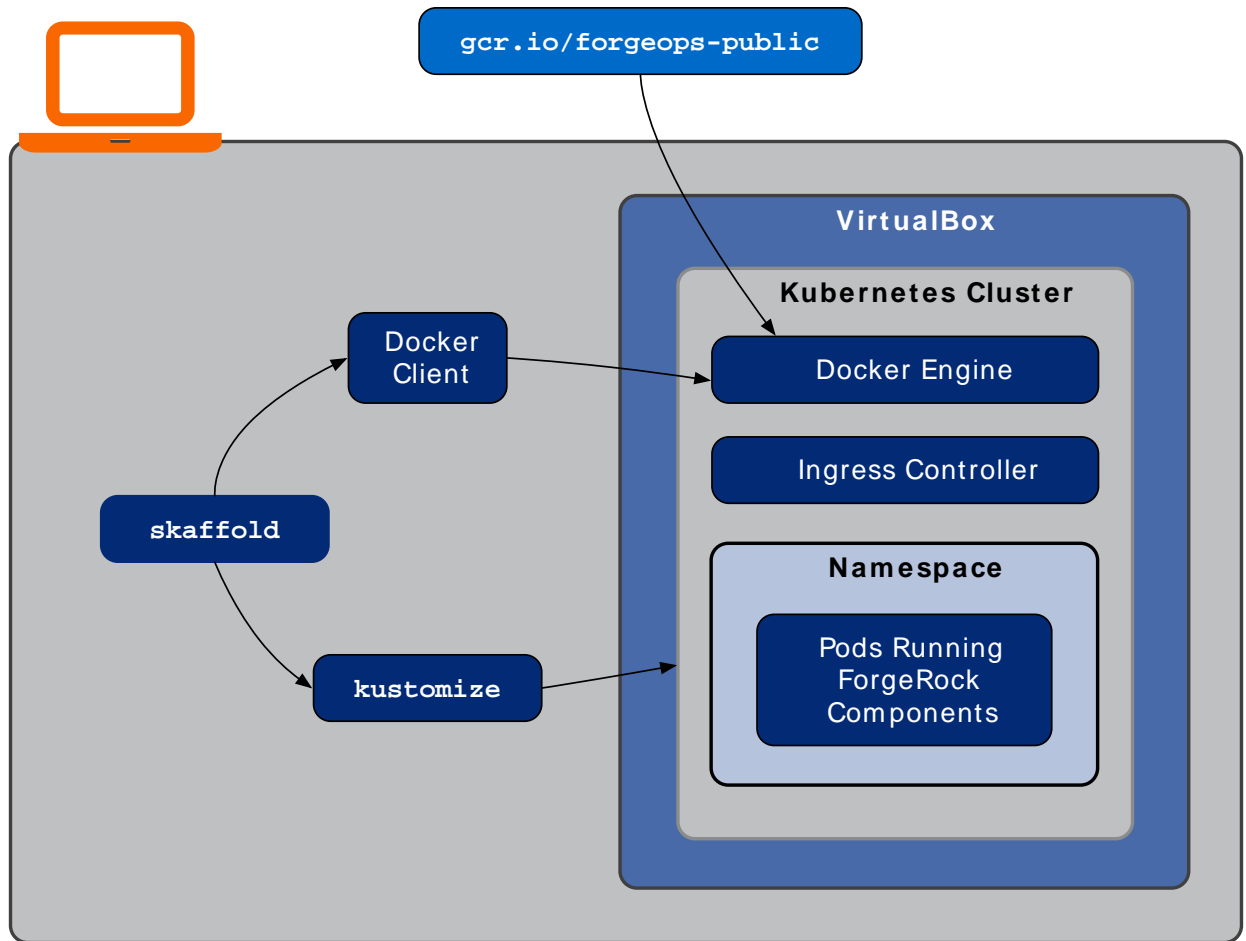 gcr.io/forgeops-public
VirtualBox
Kubernetes Cluster
Docker
Client
Docker Engine
Ingress Controller
skaffold
Namespace
Pods Running
ForgeRock
Components
kustomize